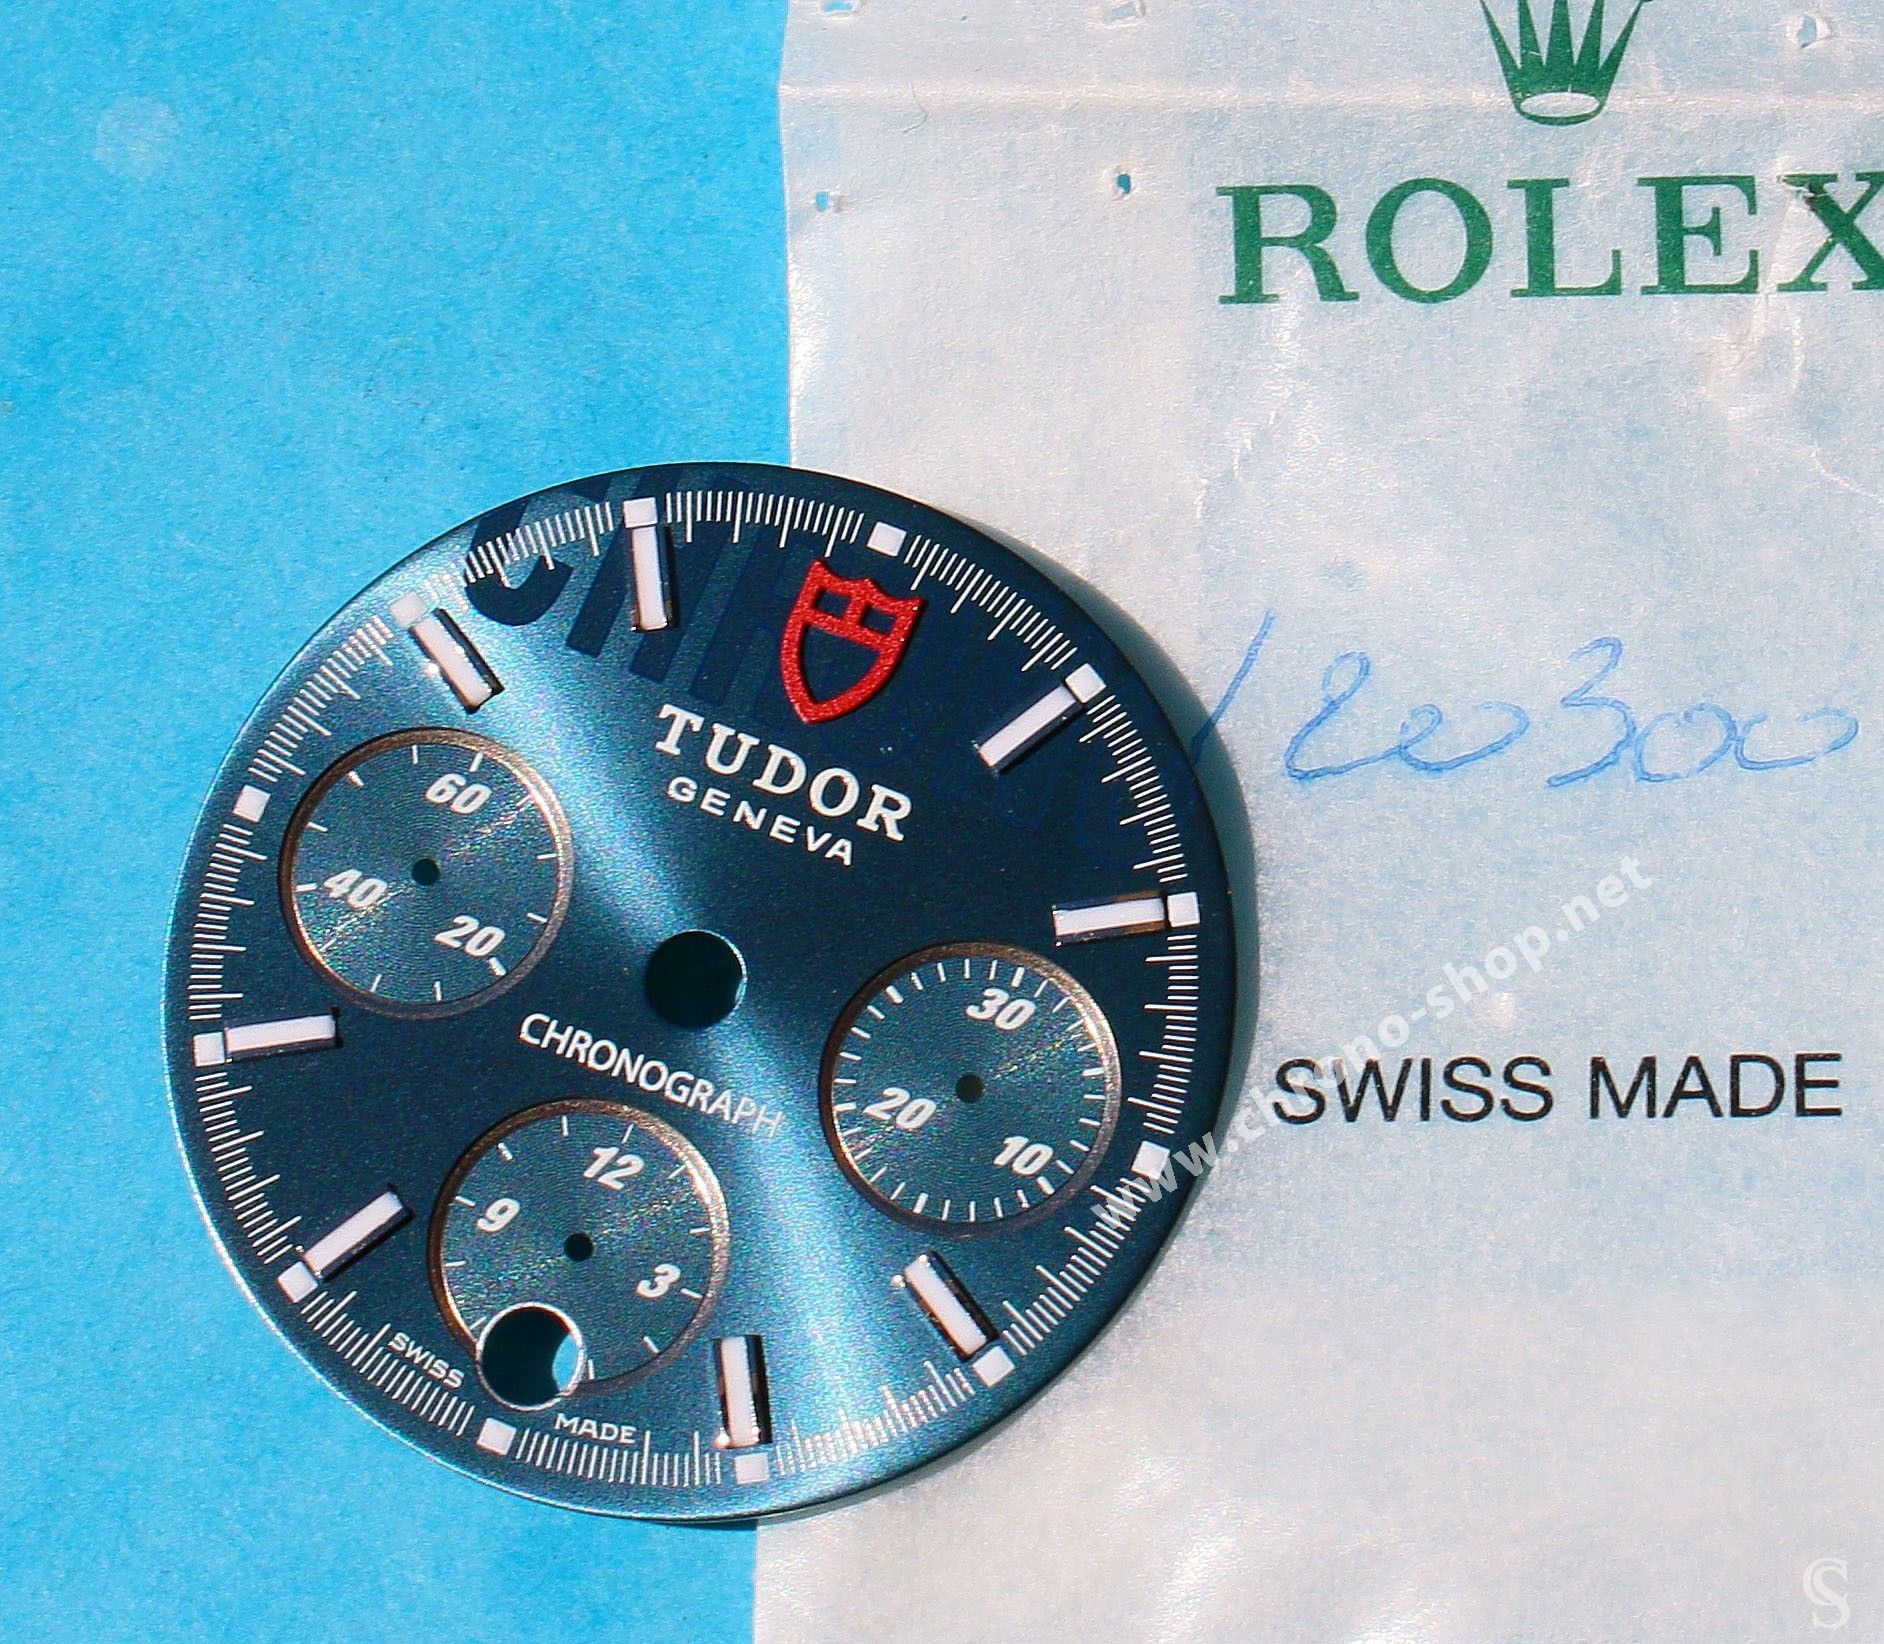 ROLEX
120300
TUDOR
GENEVA
60
40
20
CHRONOGRAPH
30
20
10
12
9
3
SWISS MADE
SWISS MADE
www.chrono-shop.net